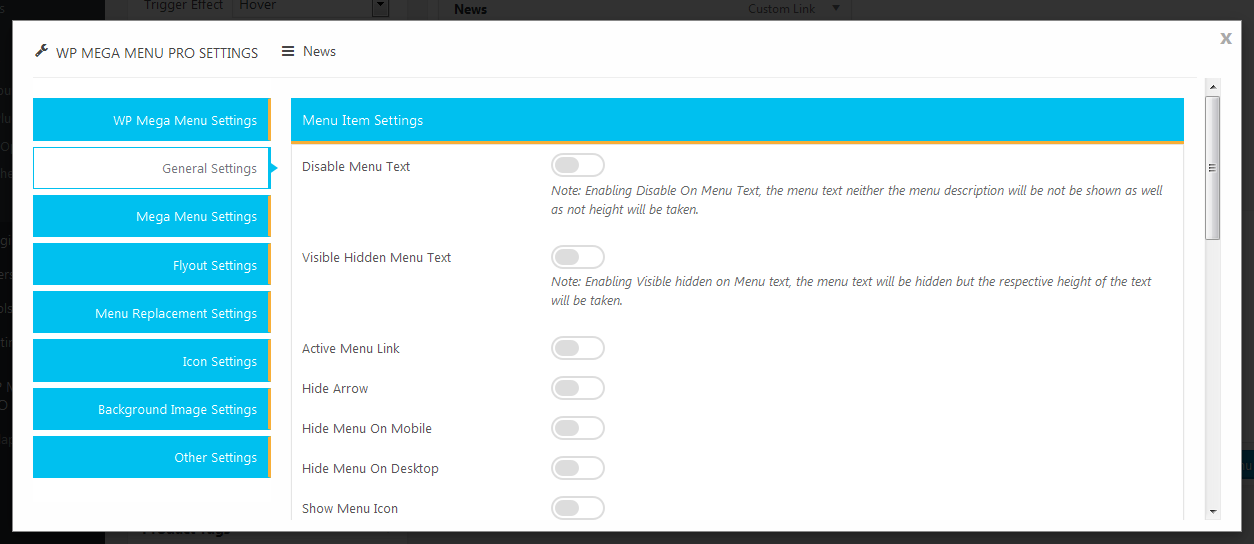 Trigger Effect Hover
News Custom Link
WP MEGA MENU PRO SETTINGS News X
WP Mega Menu Settings
General Settings
Mega Menu Settings
Flyout Settings
Menu Replacement Settings
Icon Settings
Background Image Settings
Other Settings
Menu Item Settings
Disable Menu Text
Note: Enabling Disable On Menu Text, the menu text neither the menu description will be not be shown as well
as not height will be taken.
Visible Hidden Menu Text
Note: Enabling Visible hidden on Menu text, the menu text will be hidden but the respective height of the text
will be taken.
Active Menu Link
Hide Arrow
Hide Menu On Mobile
Hide Menu On Desktop
Show Menu Icon